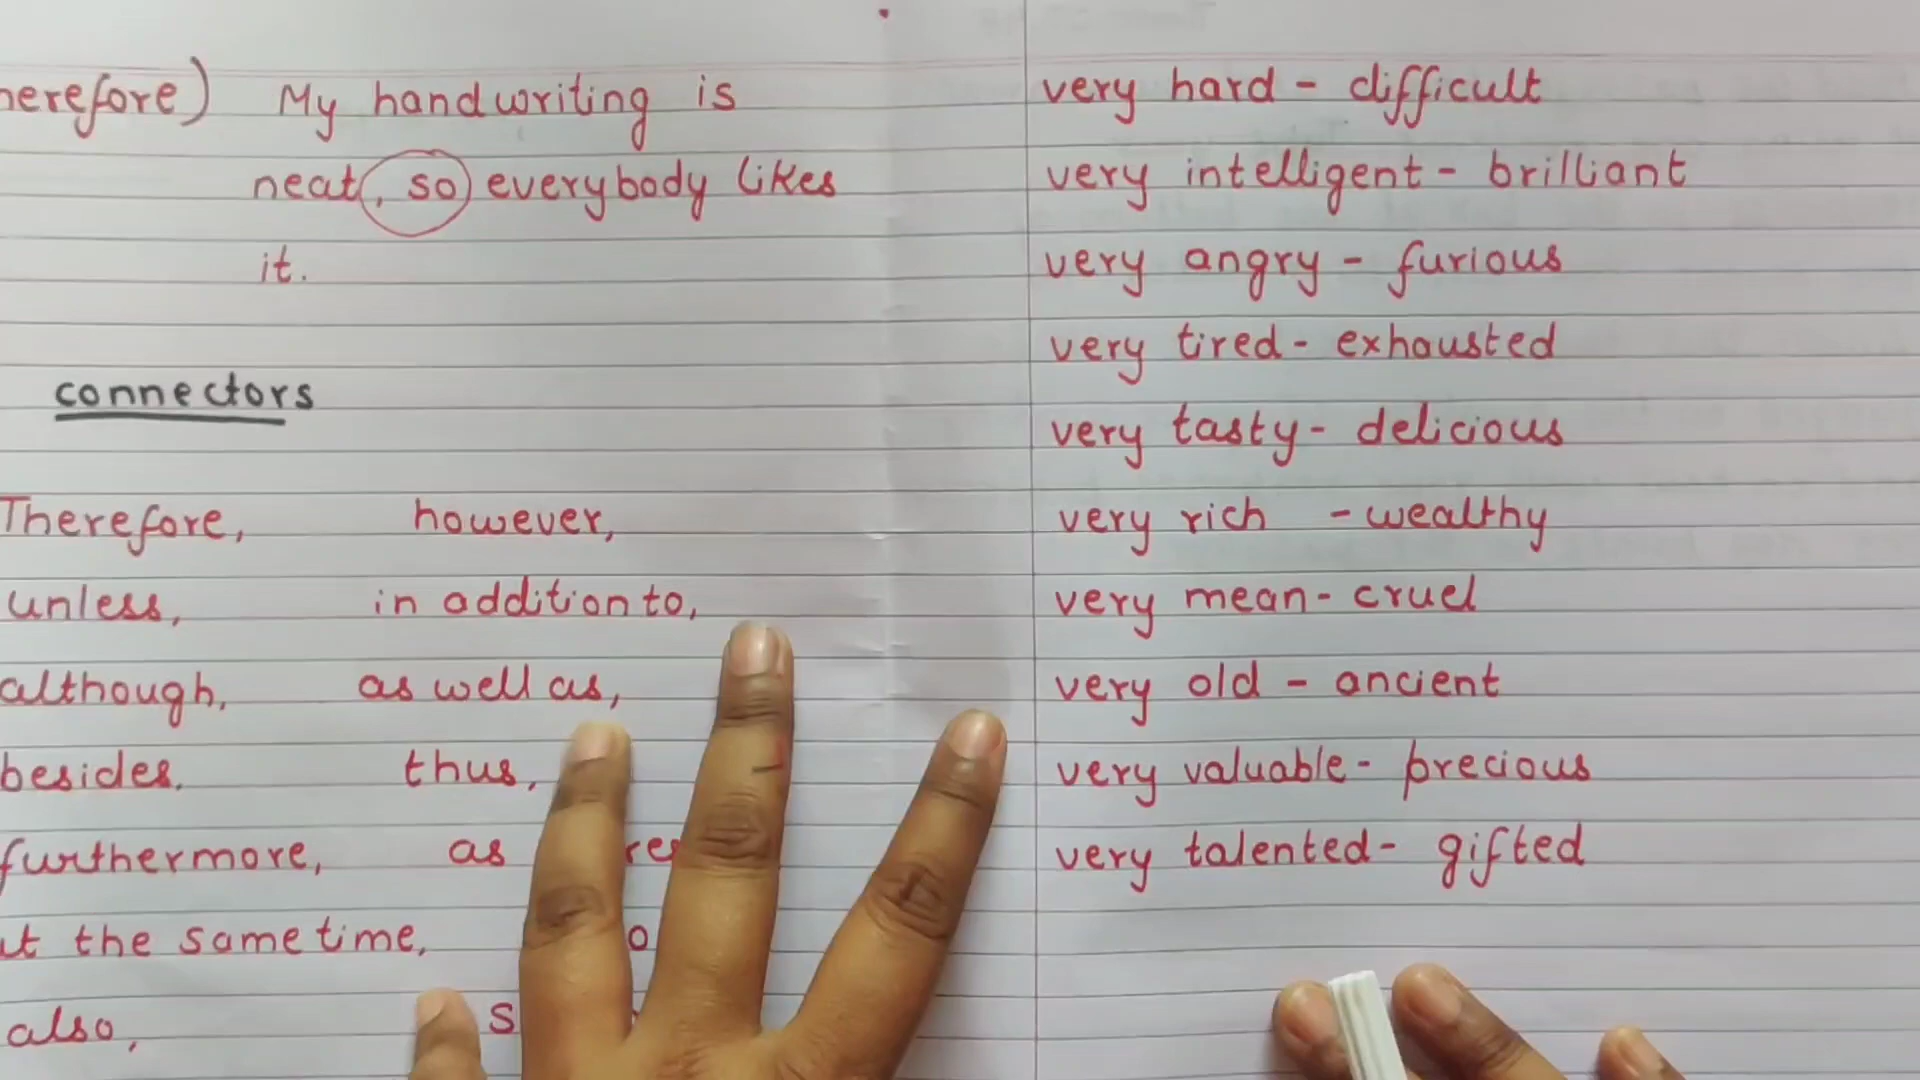 My handwriting is
neat, so everybody likes
it.
connectors
Therefore, however,
unless, in addition to,
although, as well as,
besides, thus,
furthermore, as
the same time,
also,
very hard - difficult
very intelligent - brilliant
very angry - furious
very tired - exhausted
very tasty - delicious
very rich - wealthy
very mean - cruel
very old - ancient
very valuable - precious
very talented - gifted